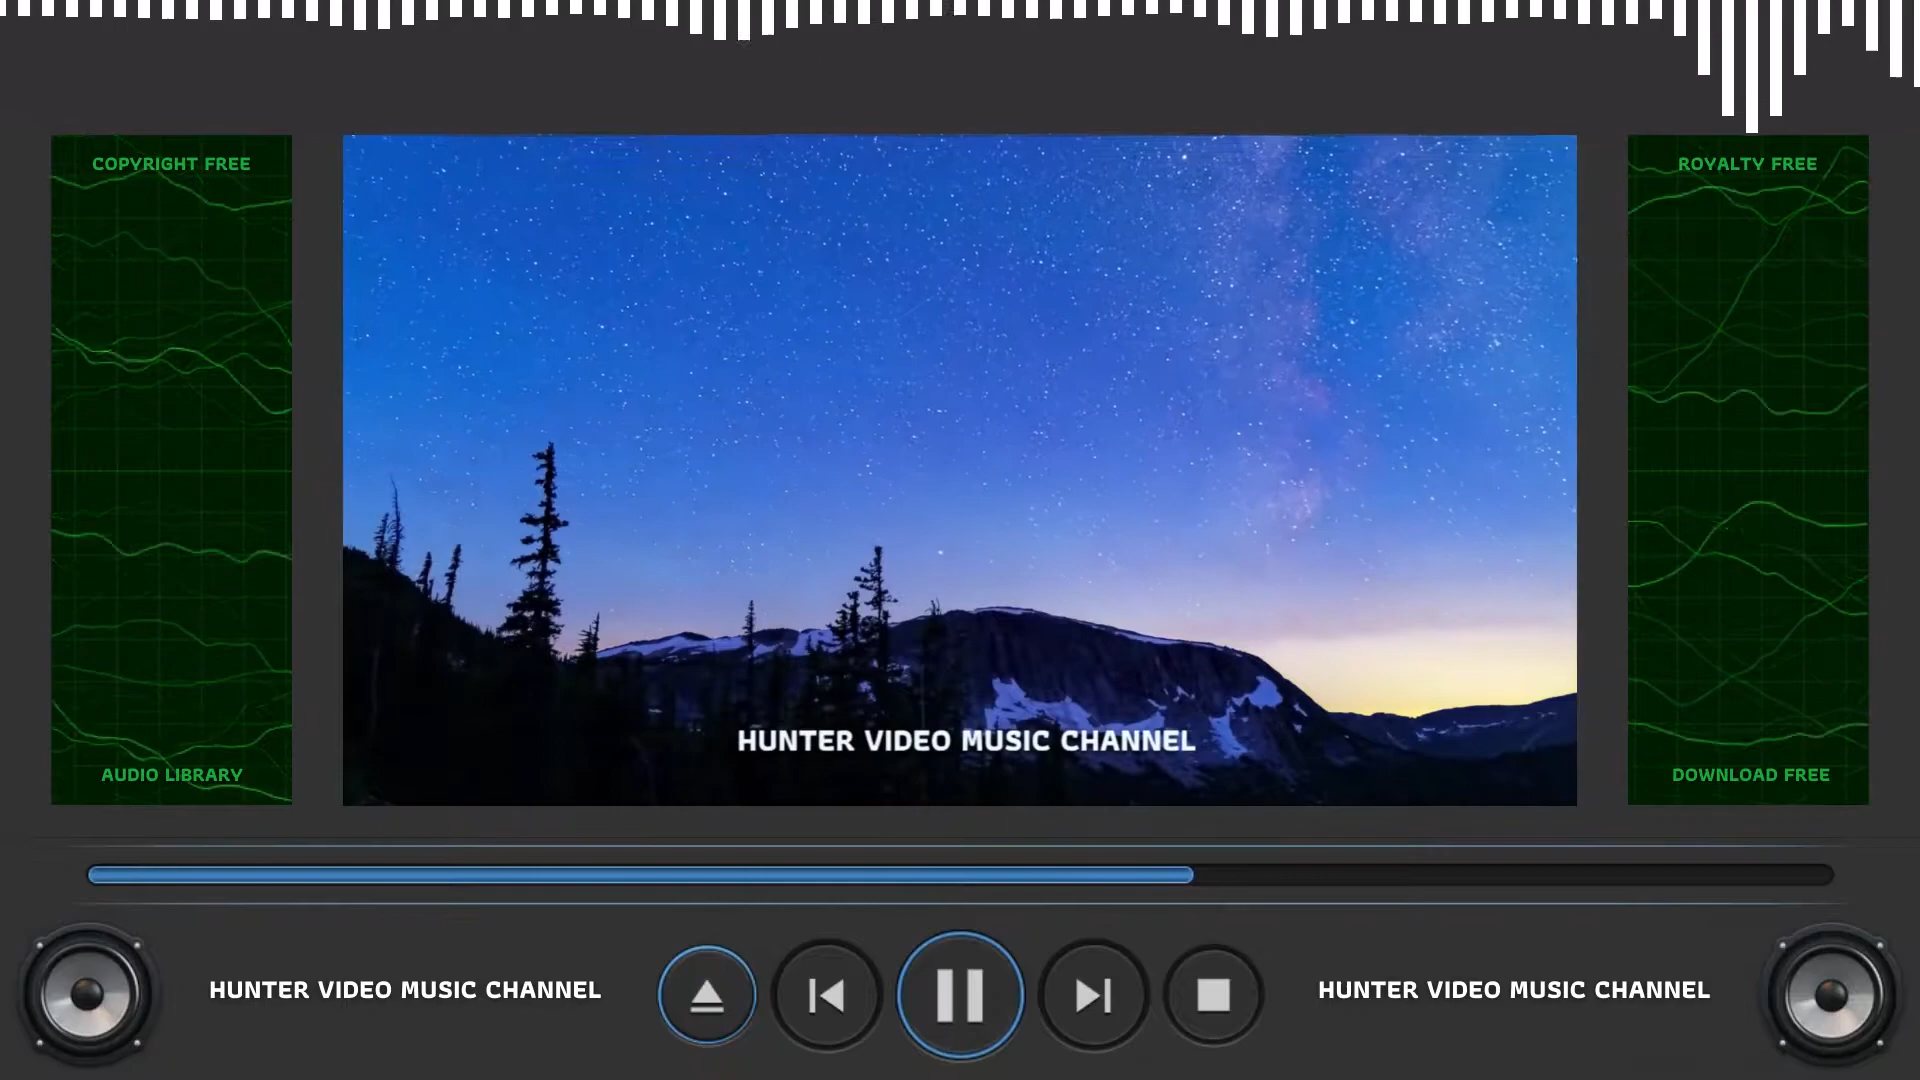 COPYRIGHT FREE
ROYALTY FREE
HUNTER VIDEO MUSIC CHANNEL
AUDIO LIBRARY
DOWNLOAD FREE
HUNTER VIDEO MUSIC CHANNEL
HUNTER VIDEO MUSIC CHANNEL